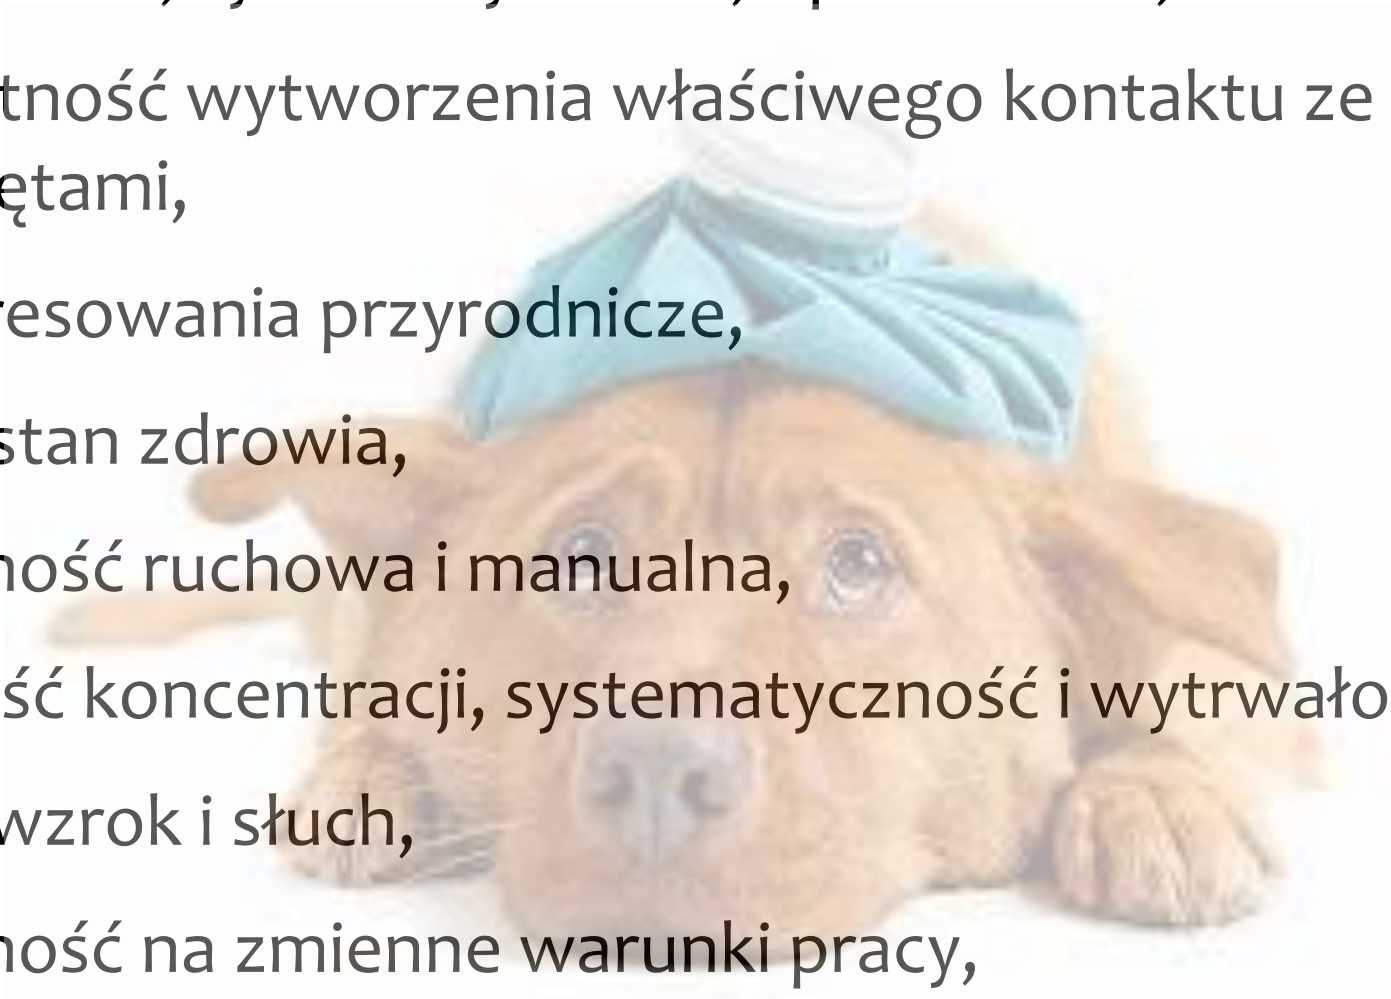 tność wytworzenia właściwego kontaktu ze
ętami,
resowania przyrodnicze,
stan zdrowia,
ność ruchowa i manualna,
ść koncentracji, systematyczność i wytrwało
wzrok i słuch,
ność na zmienne warunki pracy,